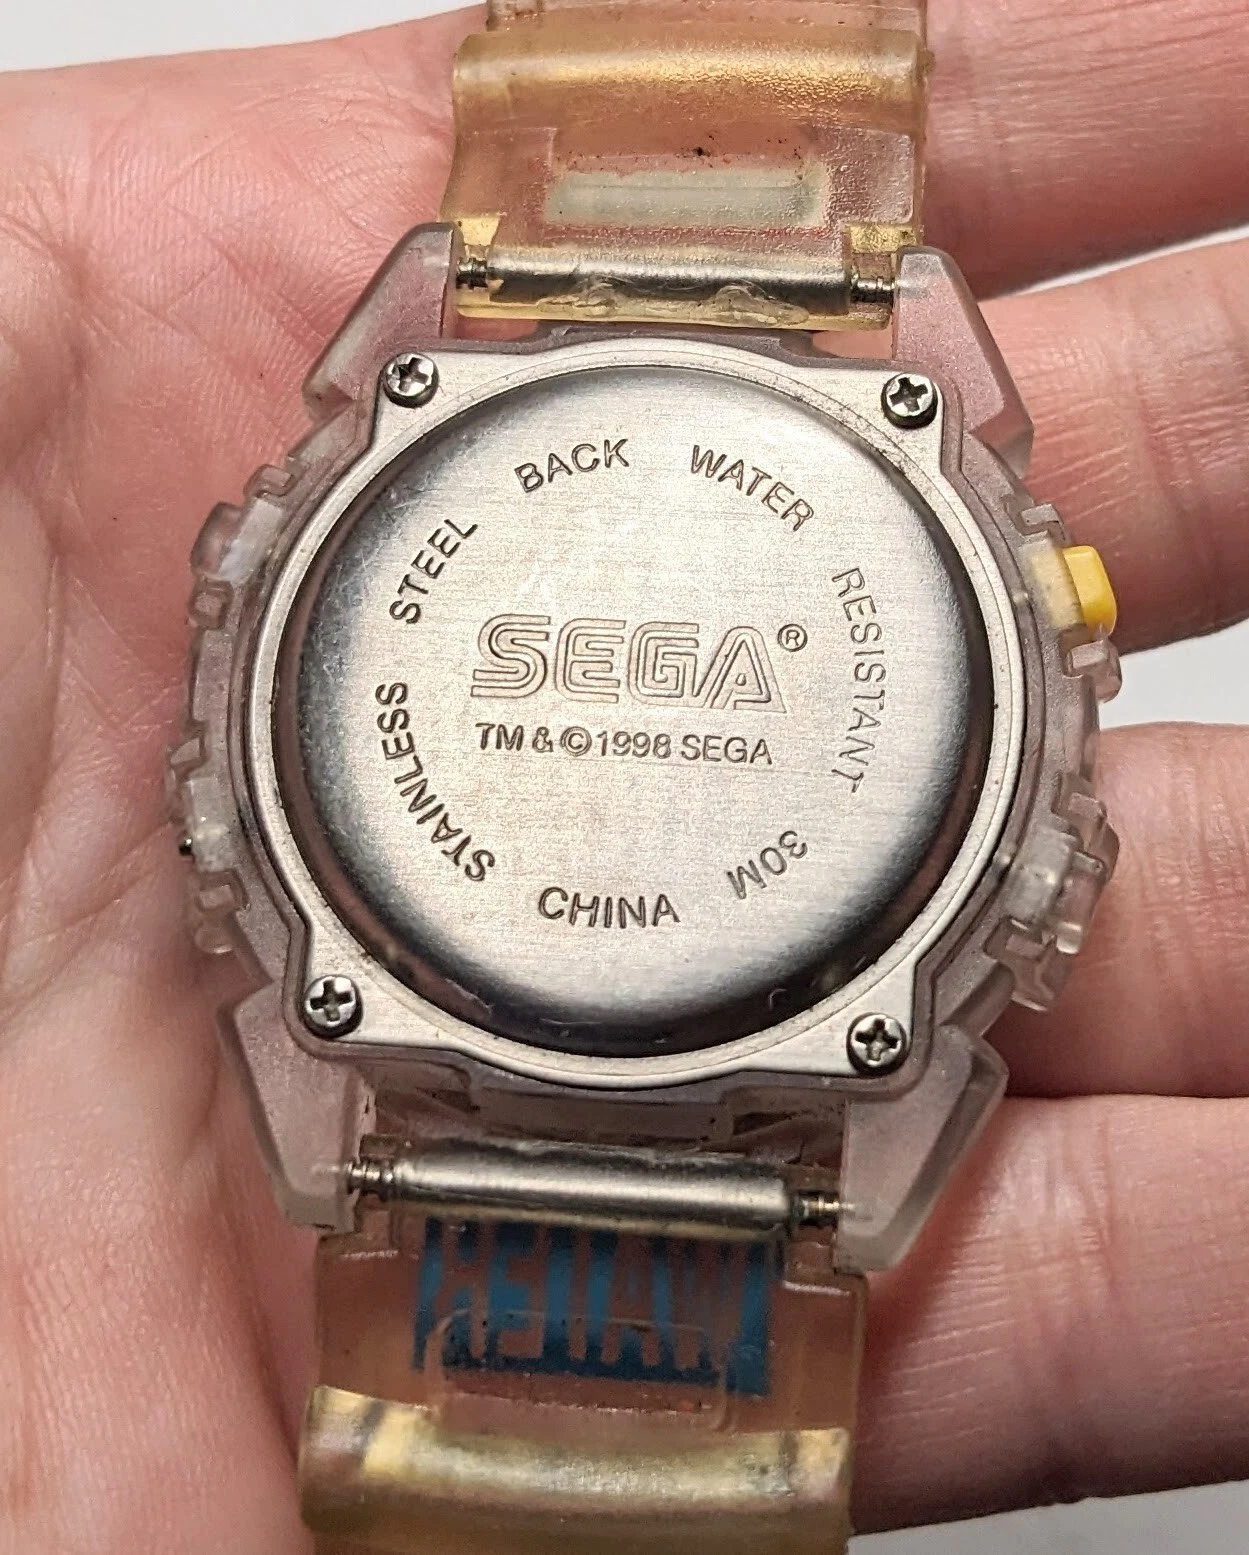 STAINLESS STEEL BACK WATER RESISTANT 30M
SEGA®
TM & © 1998 SEGA
CHINA